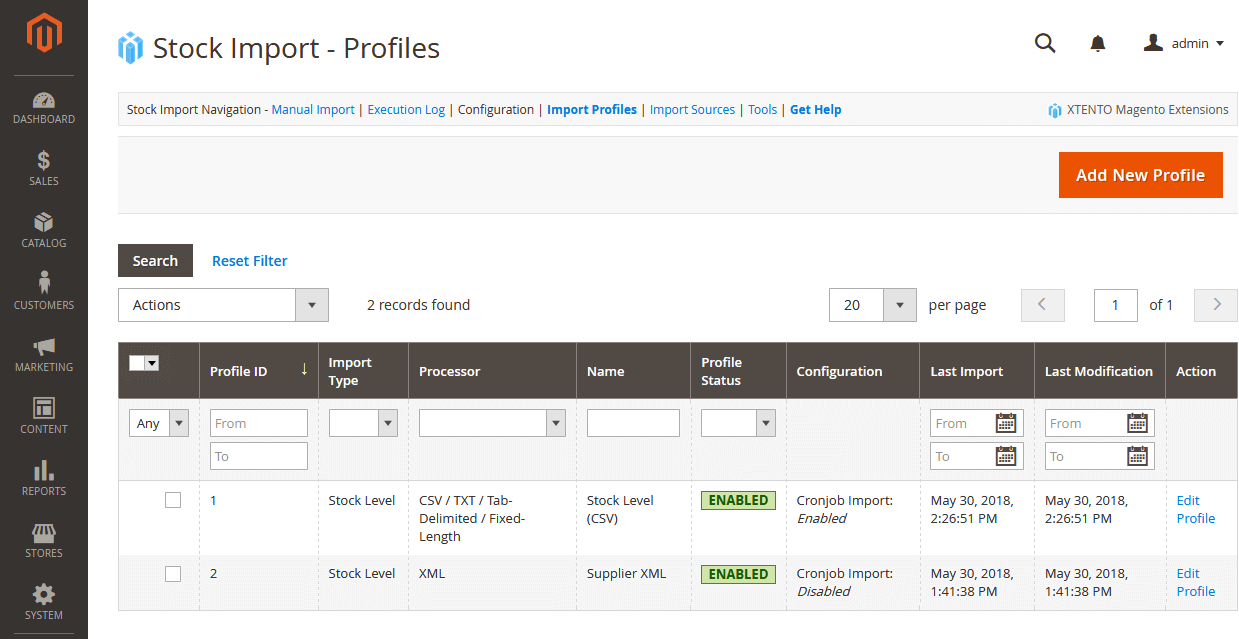 Stock Import - Profiles
admin
Stock Import Navigation - Manual Import | Execution Log | Configuration | Import Profiles | Import Sources | Tools | Get Help
XTENTO Magento Extensions
Add New Profile
DASHBOARD
SALES
CATALOG
CUSTOMERS
MARKETING
CONTENT
REPORTS
STORES
SYSTEM
Search Reset Filter
Actions 2 records found 20 per page 1 of 1
Profile ID ↓ Import Type Processor Name Profile Status Configuration Last Import Last Modification Action
Any From From From
To To To
1 Stock Level CSV / TXT / Tab- Stock Level ENABLED Cronjob Import: May 30, 2018, May 30, 2018, Edit
Delimited / Fixed- (CSV) Enabled 2:26:51 PM 2:26:51 PM Profile
Length
2 Stock Level XML Supplier XML ENABLED Cronjob Import: May 30, 2018, May 30, 2018, Edit
Disabled 1:41:38 PM 1:41:38 PM Profile